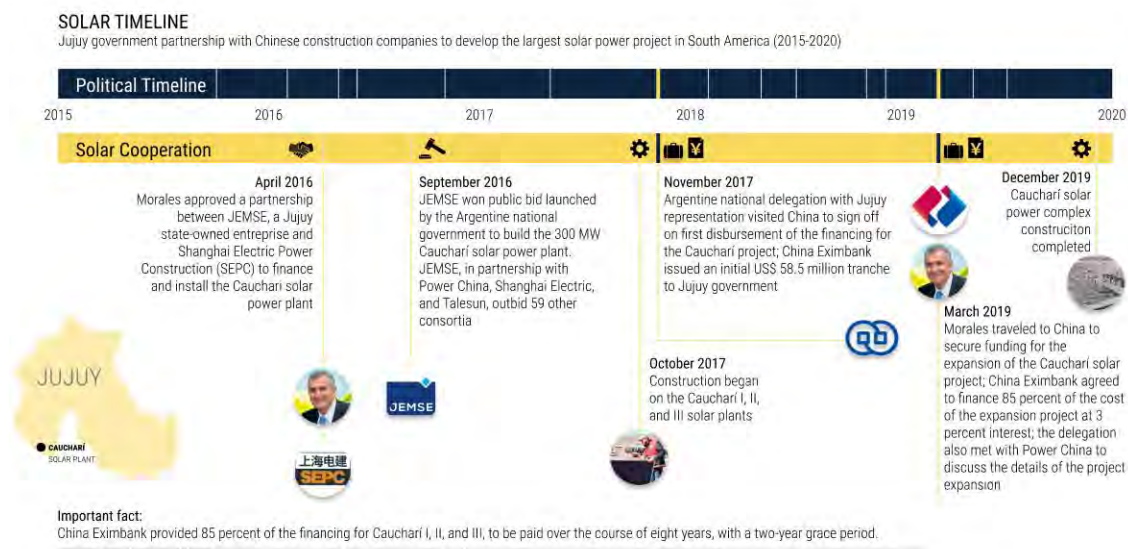 SOLAR TIMELINE
Jujuy government partnership with Chinese construction companies to develop the largest solar power project in South America (2015-2020)
Political Timeline
2015 2016 2017 2018 2019 2020
Solar Cooperation
April 2016
Morales approved a partnership
between JEMSE, a Jujuy
state-owned entreprise and
Shanghai Electric Power
Construction (SEPC) to finance
and install the Cauchari solar
power plant
September 2016
JEMSE won public bid launched
by the Argentine national
government to build the 300 MW
Cauchari solar power plant.
JEMSE, in partnership with
Power China, Shanghai Electric,
and Talesun, outbid 59 other
consortia
October 2017
Construction began
on the Caucharí I, II,
and III solar plants
November 2017
Argentine national delegation with Jujuy
representation visited China to sign off
on first disbursement of the financing for
the Cauchari project; China Eximbank
issued an initial US$ 58.5 million tranche
to Jujuy government
March 2019
Morales traveled to China to
secure funding for the
expansion of the Caucharí solar
project; China Eximbank agreed
to finance 85 percent of the cost
of the expansion project at 3
percent interest; the delegation
also met with Power China to
discuss the details of the project
expansion
December 2019
Caucharí solar
power complex
construciton
completed
JUJUY
CAUCHARÍ
SOLAR PLANT
JEMSE
上海电建
SEPC
Important fact:
China Eximbank provided 85 percent of the financing for Caucharí I, II, and III, to be paid over the course of eight years, with a two-year grace period.